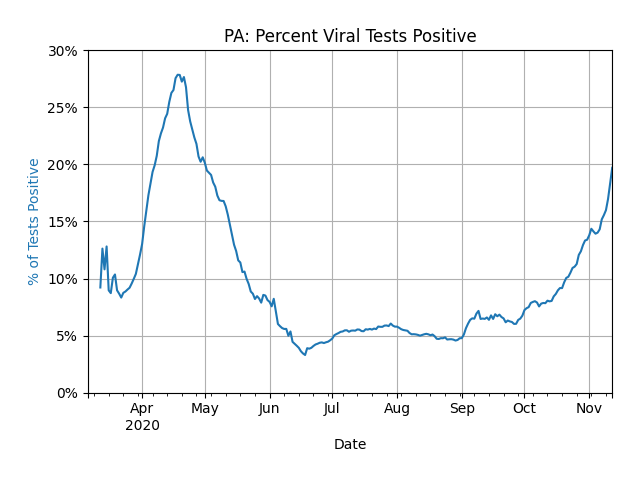 PA: Percent Viral Tests Positive
30%
25%
20%
15%
10%
5%
0%
% of Tests Positive
Apr May Jun Jul Aug Sep Oct Nov
2020
Date